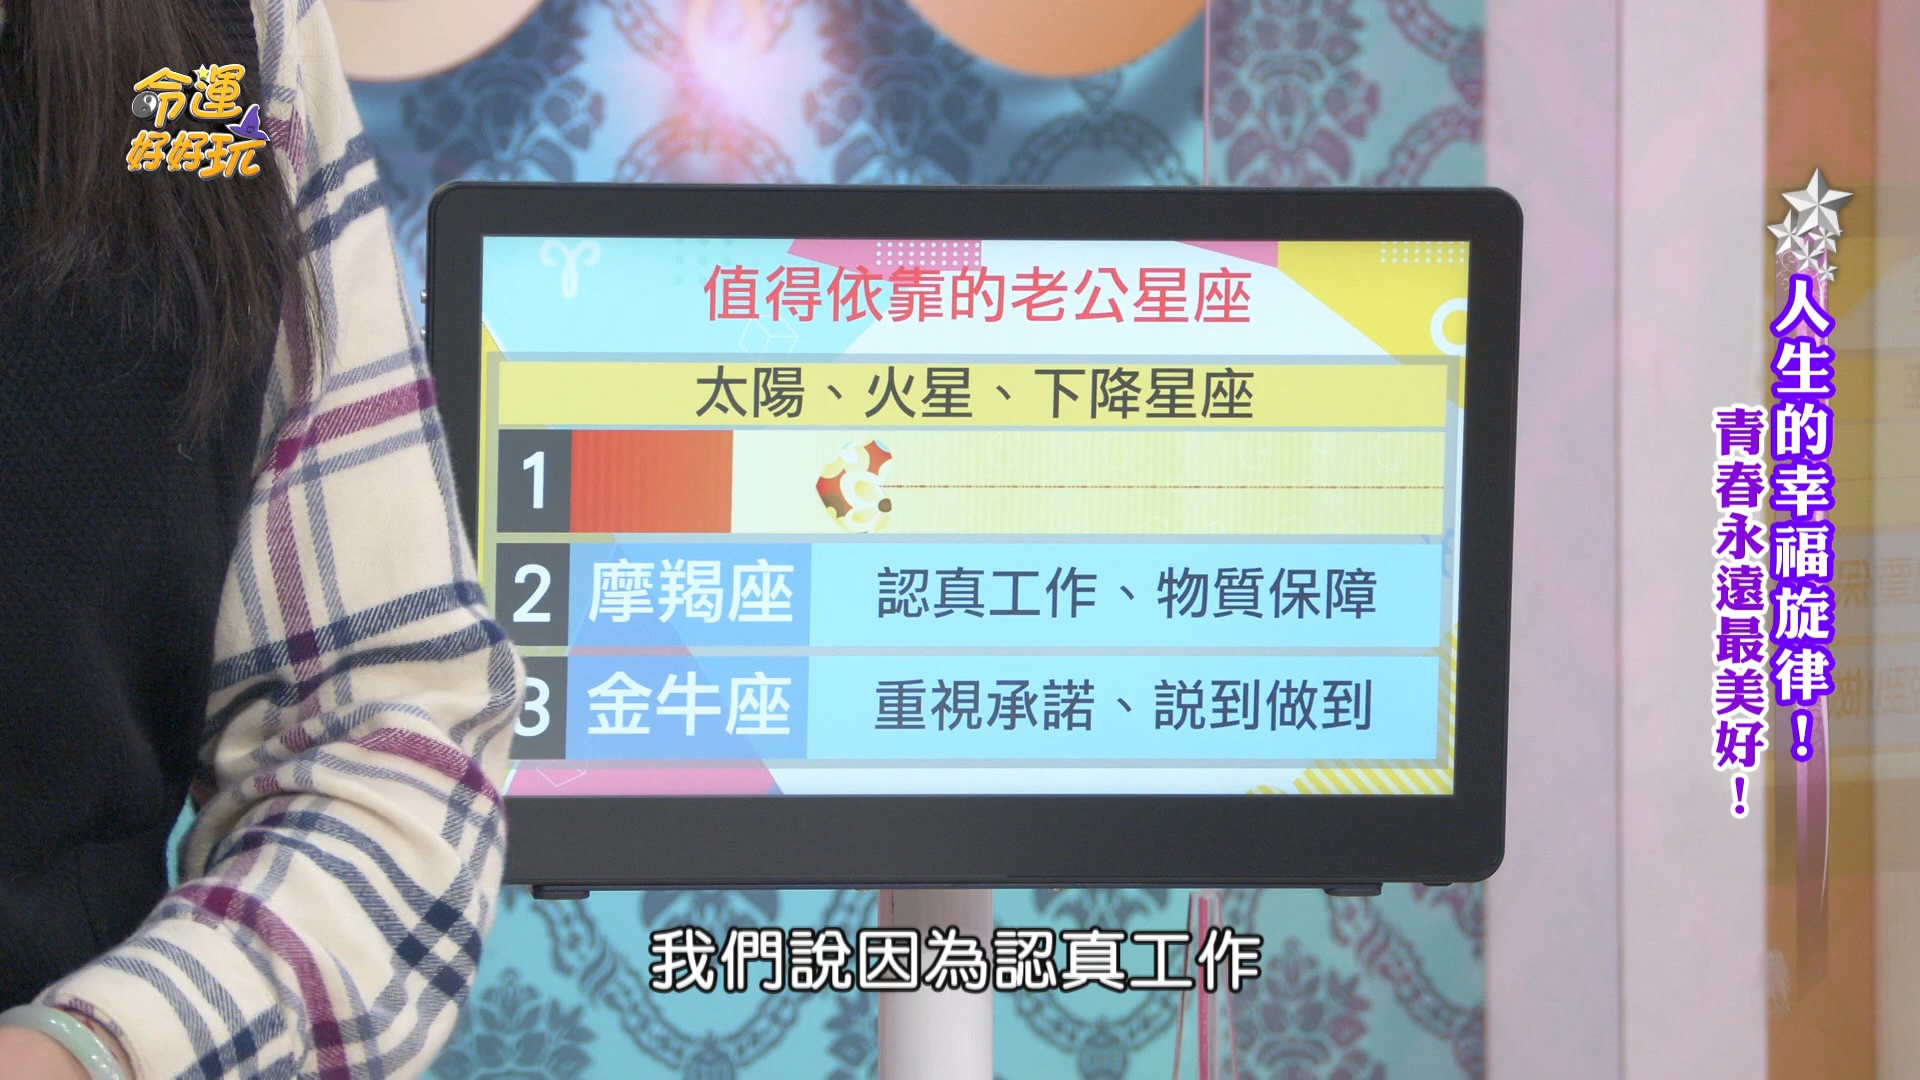 命運
好好玩
值得依靠的老公星座
太陽、火星、下降星座
1
2 摩羯座 認真工作、物質保障
3 金牛座 重視承諾、説到做到
人生的幸福旋律！
青春永遠最美好！
我們說因為認真工作